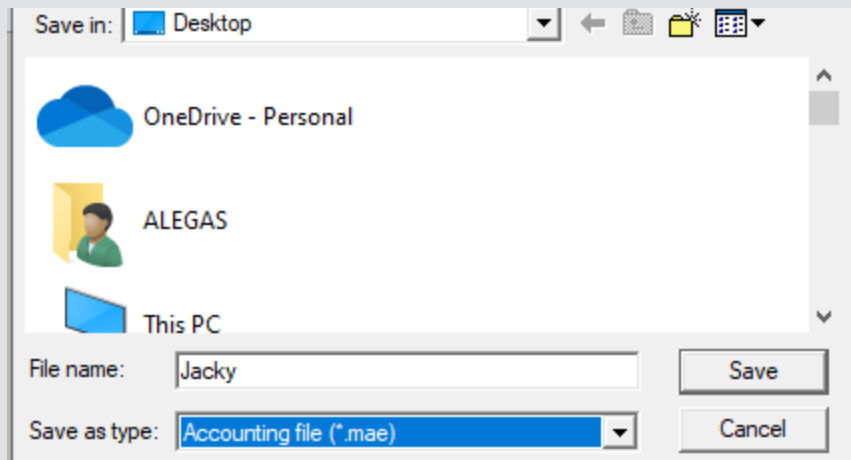 Save in: Desktop
OneDrive - Personal
ALEGAS
This PC
File name: Jacky Save
Save as type: Accounting file (*.mae) Cancel